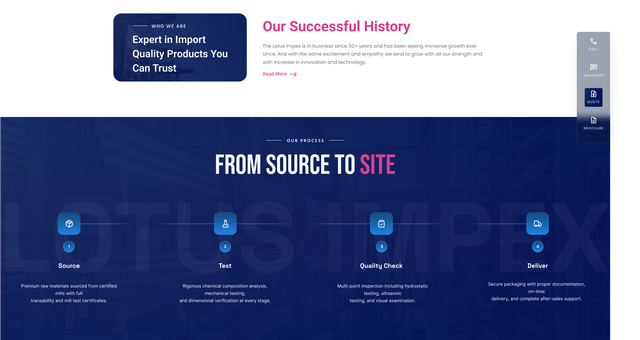 WHO WE ARE
Expert in Import
Quality Products You
Can Trust
Our Successful History
The Lotus impes is in business since 50+ years and has been seeing immense growth ever
since, And with the same excitement and empathy we tend to grow with all our strength and
with increase in innovation and technology.
Read More
CALL
WHATSAPP
QUOTE
BROCHURE
OUR PROCESS
FROM SOURCE TO SITE
LOTUS IMPEX
1
Source
Premium raw materials sourced from certified
mills with full
traceability and mill test certificates.
2
Test
Rigorous chemical composition analysis,
mechanical testing,
and dimensional verification at every stage.
3
Quality Check
Multi-point inspection including hydrostatic
testing, ultrasonic
testing, and visual examination.
4
Deliver
Secure packaging with proper documentation,
on-time
delivery, and complete after-sales support.